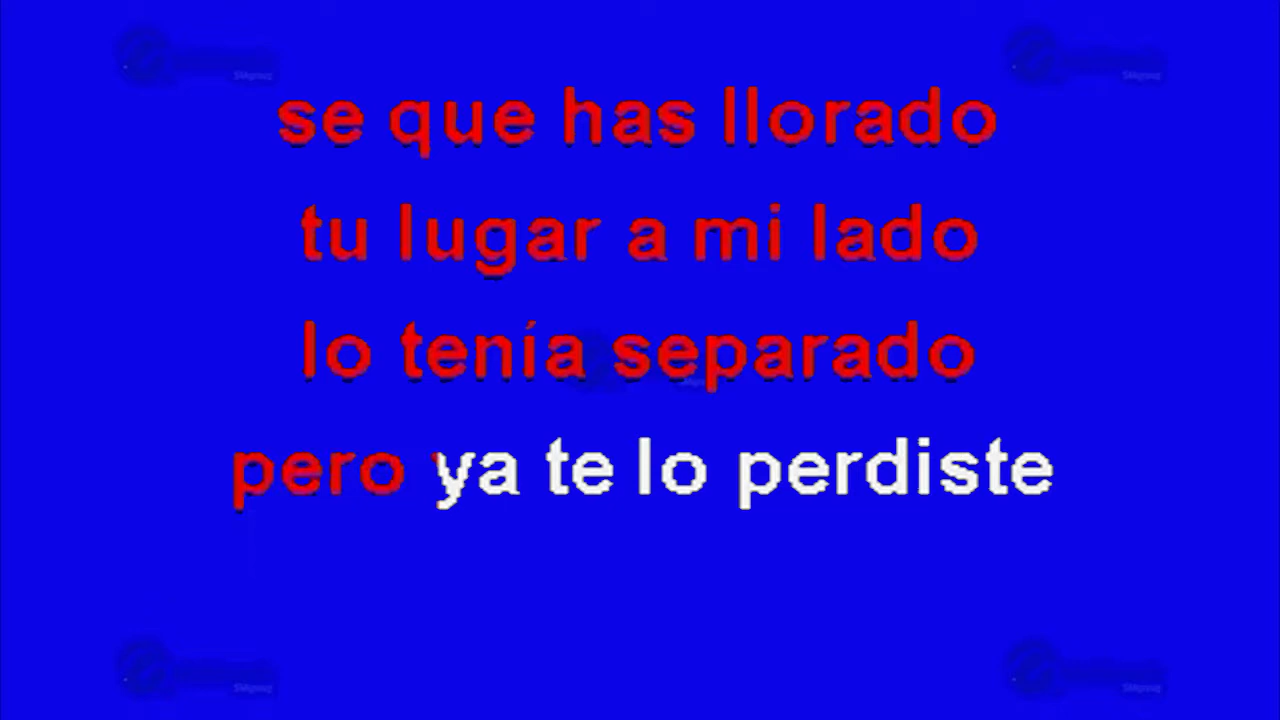 se que has llorado
tu lugar a mi lado
lo tenía separado
pero ya te lo perdiste